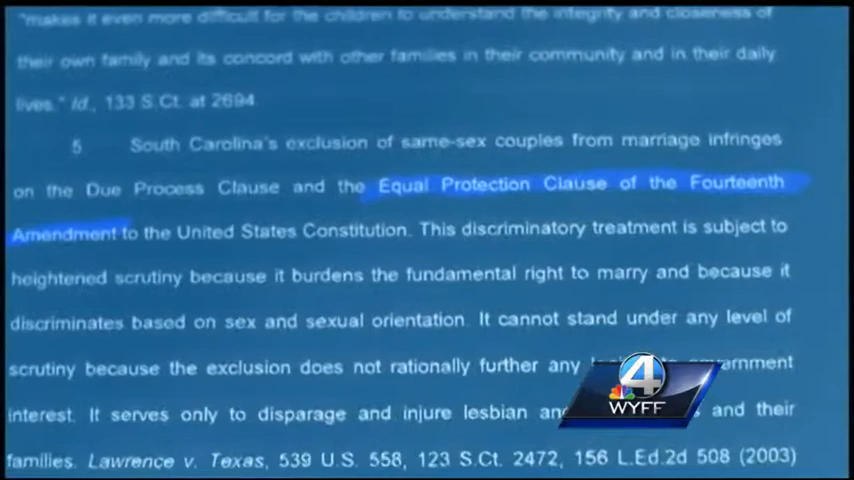 "makes it even more difficult for the children to understand the integrity and closeness of
their own family and its concord with other families in their community and in their daily
lives." Id., 133 S.Ct. at 2694
5 South Carolina's exclusion of same-sex couples from marriage infringes
on the Due Process Clause and the Equal Protection Clause of the Fourteenth
Amendment to the United States Constitution. This discriminatory treatment is subject to
heightened scrutiny because it burdens the fundamental right to marry and because it
discriminates based on sex and sexual orientation. It cannot stand under any level of
scrutiny because the exclusion does not rationally further any
interest. It serves only to disparage and injure lesbian and their
families. Lawrence v. Texas, 539 U.S. 558, 123 S.Ct. 2472, 156 L.Ed.2d 508 (2003)
4
WYFF